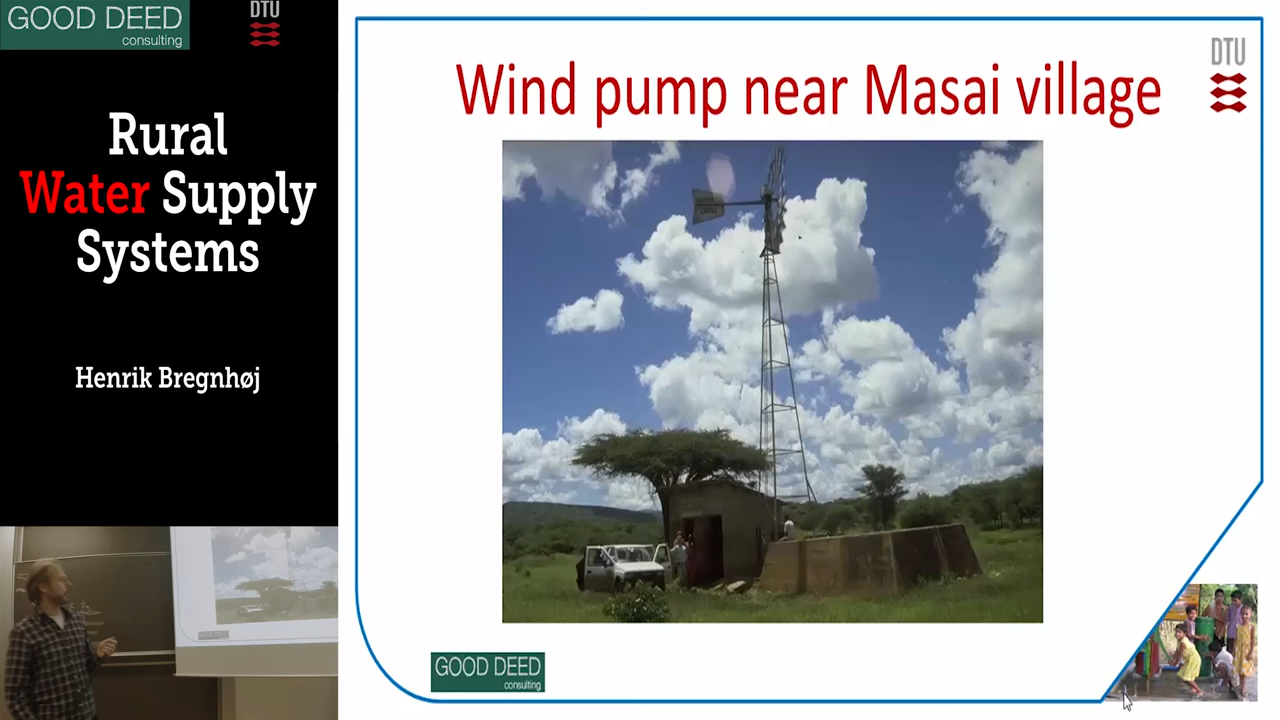 GOOD DEED
consulting
DTU
Rural
Water Supply
Systems
Henrik Bregnhøj
Wind pump near Masai village
DTU
GOOD DEED
consulting